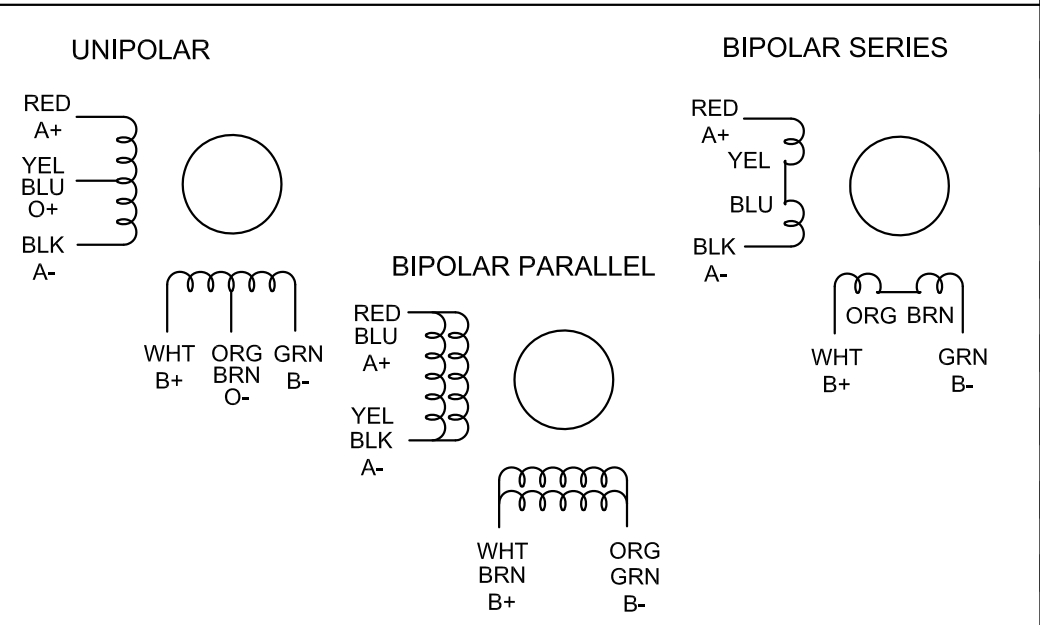 UNIPOLAR
RED
A+
YEL
BLU
O+
BLK
A-
WHT
B+
ORG
BRN
O-
GRN
B-
BIPOLAR PARALLEL
RED
BLU
A+
YEL
BLK
A-
WHT
BRN
B+
ORG
GRN
B-
BIPOLAR SERIES
RED
A+
YEL
BLU
BLK
A-
ORG BRN
WHT
B+
GRN
B-